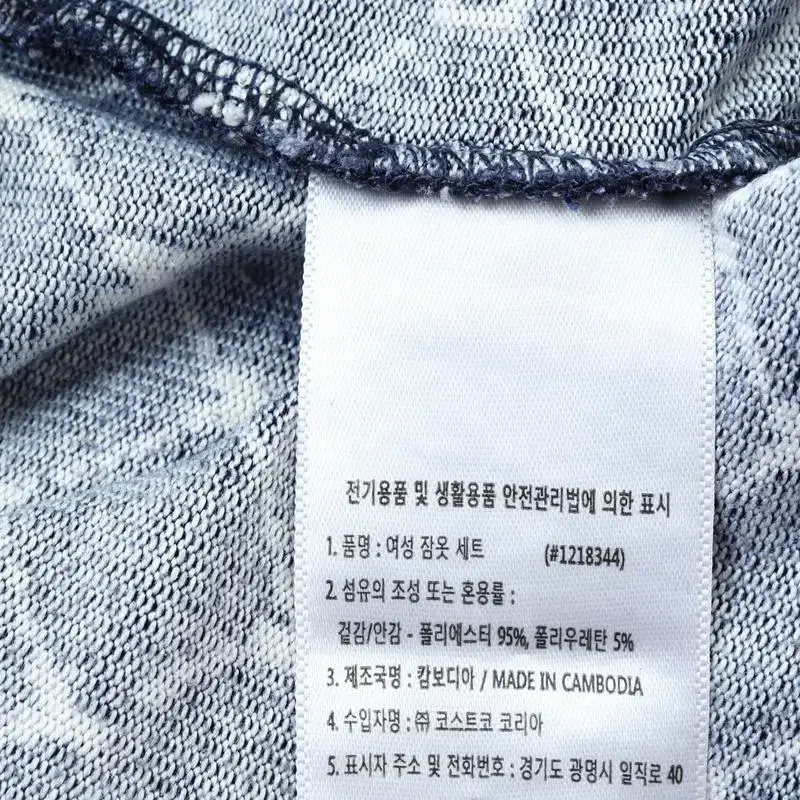 전기용품 및 생활용품 안전관리법에 의한 표시
1. 품명 : 여성 잠옷 세트 (#1218344)
2. 섬유의 조성 또는 혼용률 :
겉감/안감 - 폴리에스터 95%, 폴리우레탄 5%
3. 제조국명 : 캄보디아 / MADE IN CAMBODIA
4. 수입자명 : ㈜ 코스트코 코리아
5. 표시자 주소 및 전화번호 : 경기도 광명시 일직로 40